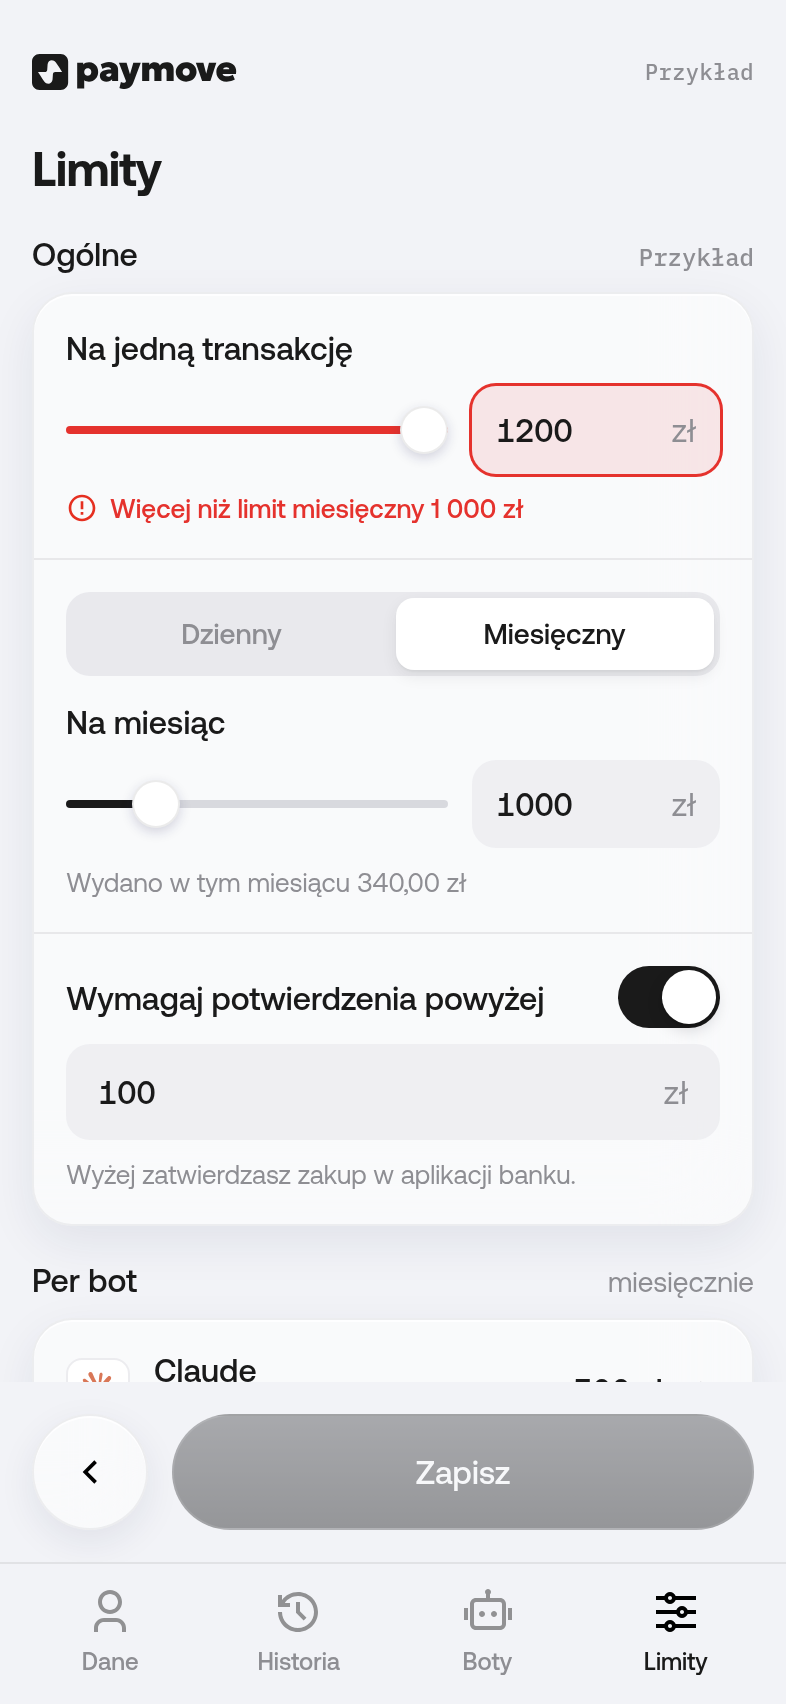 paymove
Przykład
Limity
Ogólne
Przykład
Na jedną transakcję
1200 zł
Więcej niż limit miesięczny 1 000 zł
Dzienny
Miesięczny
Na miesiąc
1000 zł
Wydano w tym miesiącu 340,00 zł
Wymagaj potwierdzenia powyżej
100 zł
Wyżej zatwierdzasz zakup w aplikacji banku.
Per bot
miesięcznie
Claude
Zapisz
Dane
Historia
Boty
Limity